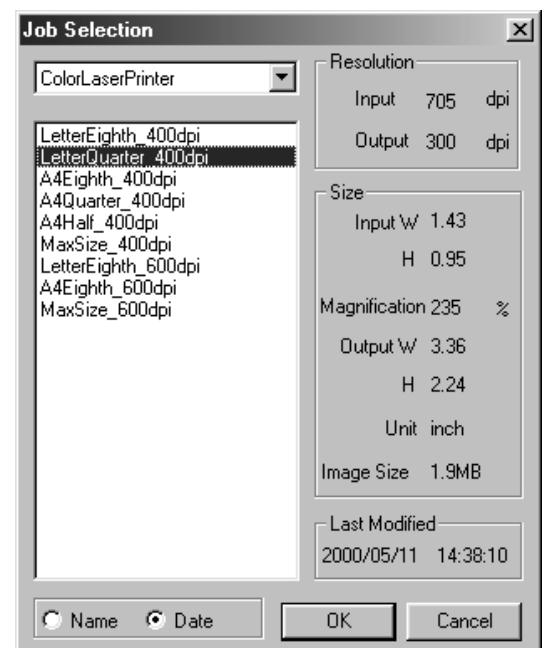 Job Selection
ColorLaserPrinter
LetterEighth_400dpi
LetterQuarter_400dpi
A4Eighth_400dpi
A4Quarter_400dpi
A4Half_400dpi
MaxSize_400dpi
LetterEighth_600dpi
A4Eighth_600dpi
MaxSize_600dpi
Name Date
Resolution
Input 705 dpi
Output 300 dpi
Size
Input W 1.43
H 0.95
Magnification 235 %
Output W 3.36
H 2.24
Unit inch
Image Size 1.9MB
Last Modified
2000/05/11 14:38:10
OK Cancel